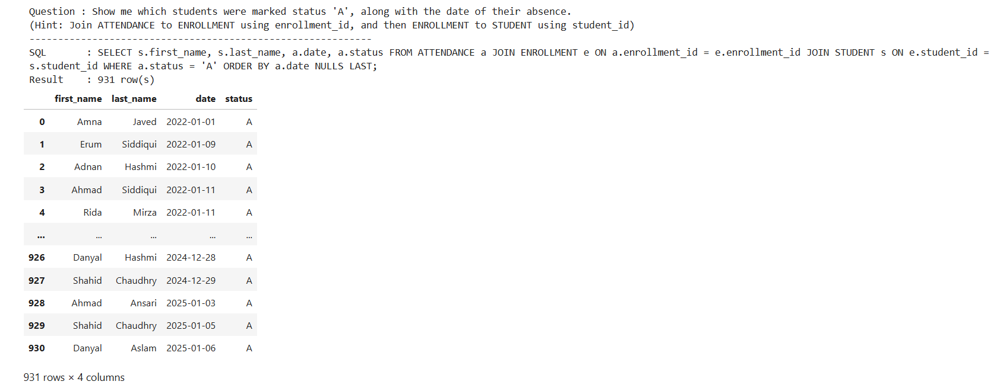 Question : Show me which students were marked status 'A', along with the date of their absence.
(Hint: Join ATTENDANCE to ENROLLMENT using enrollment_id, and then ENROLLMENT to STUDENT using student_id)
------------------------------------------------------------
SQL       : SELECT s.first_name, s.last_name, a.date, a.status FROM ATTENDANCE a JOIN ENROLLMENT e ON a.enrollment_id = e.enrollment_id JOIN STUDENT s ON e.student_id =
s.student_id WHERE a.status = 'A' ORDER BY a.date NULLS LAST;
Result    : 931 row(s)
first_name last_name date status
0 Amna Javed 2022-01-01 A
1 Erum Siddiqui 2022-01-09 A
2 Adnan Hashmi 2022-01-10 A
3 Ahmad Siddiqui 2022-01-11 A
4 Rida Mirza 2022-01-11 A
... ... ... ... ...
926 Danyal Hashmi 2024-12-28 A
927 Shahid Chaudhry 2024-12-29 A
928 Ahmad Ansari 2025-01-03 A
929 Shahid Chaudhry 2025-01-05 A
930 Danyal Aslam 2025-01-06 A
931 rows × 4 columns